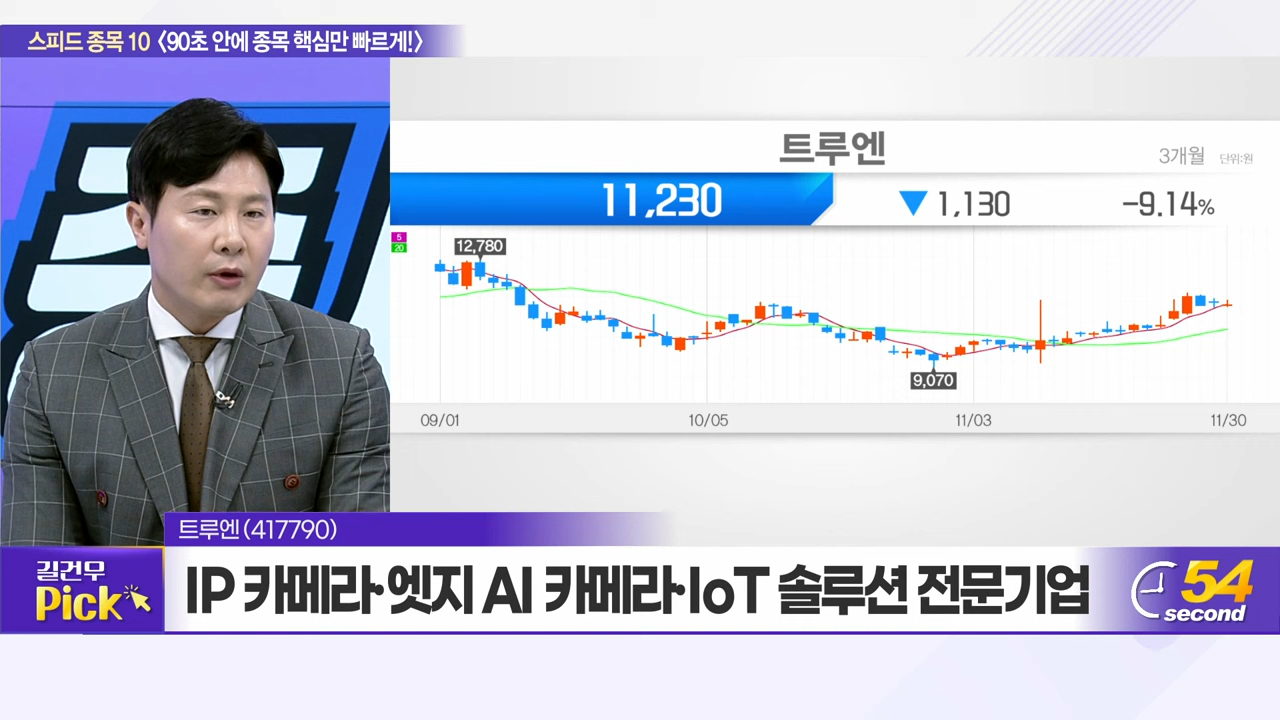 스피드 종목 10 <90초 안에 종목 핵심만 빠르게!>
트루엔
3개월 단위:원
11,230 ▼ 1,130 -9.14%
5
20
12,780
9,070
09/01 10/05 11/03 11/30
트루엔(417790)
길건무
Pick
IP 카메라·엣지 AI 카메라·IoT 솔루션 전문기업
54
second